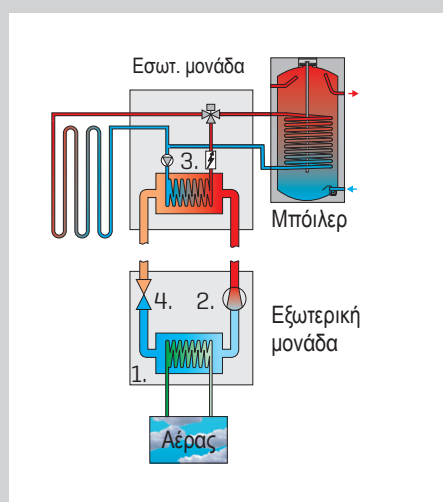 Εσωτ. μονάδα
3.
Μπόιλερ
4.
2.
Εξωτερική
μονάδα
1.
Αέρας